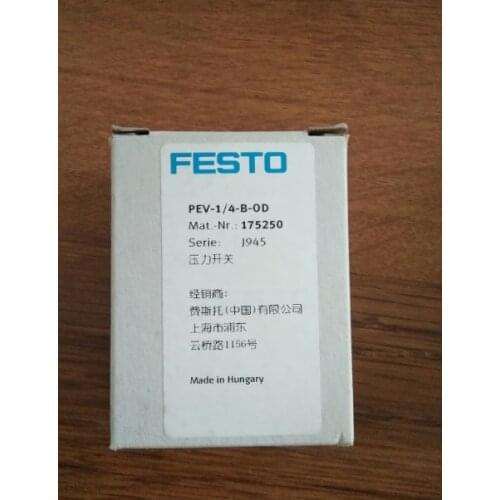 FESTO
PEV-1/4-B-OD
Mat.-Nr.: 175250
Serie: J945
压力开关
经销商:
费斯托(中国)有限公司
上海市浦东
云桥路1156号
Made in Hungary